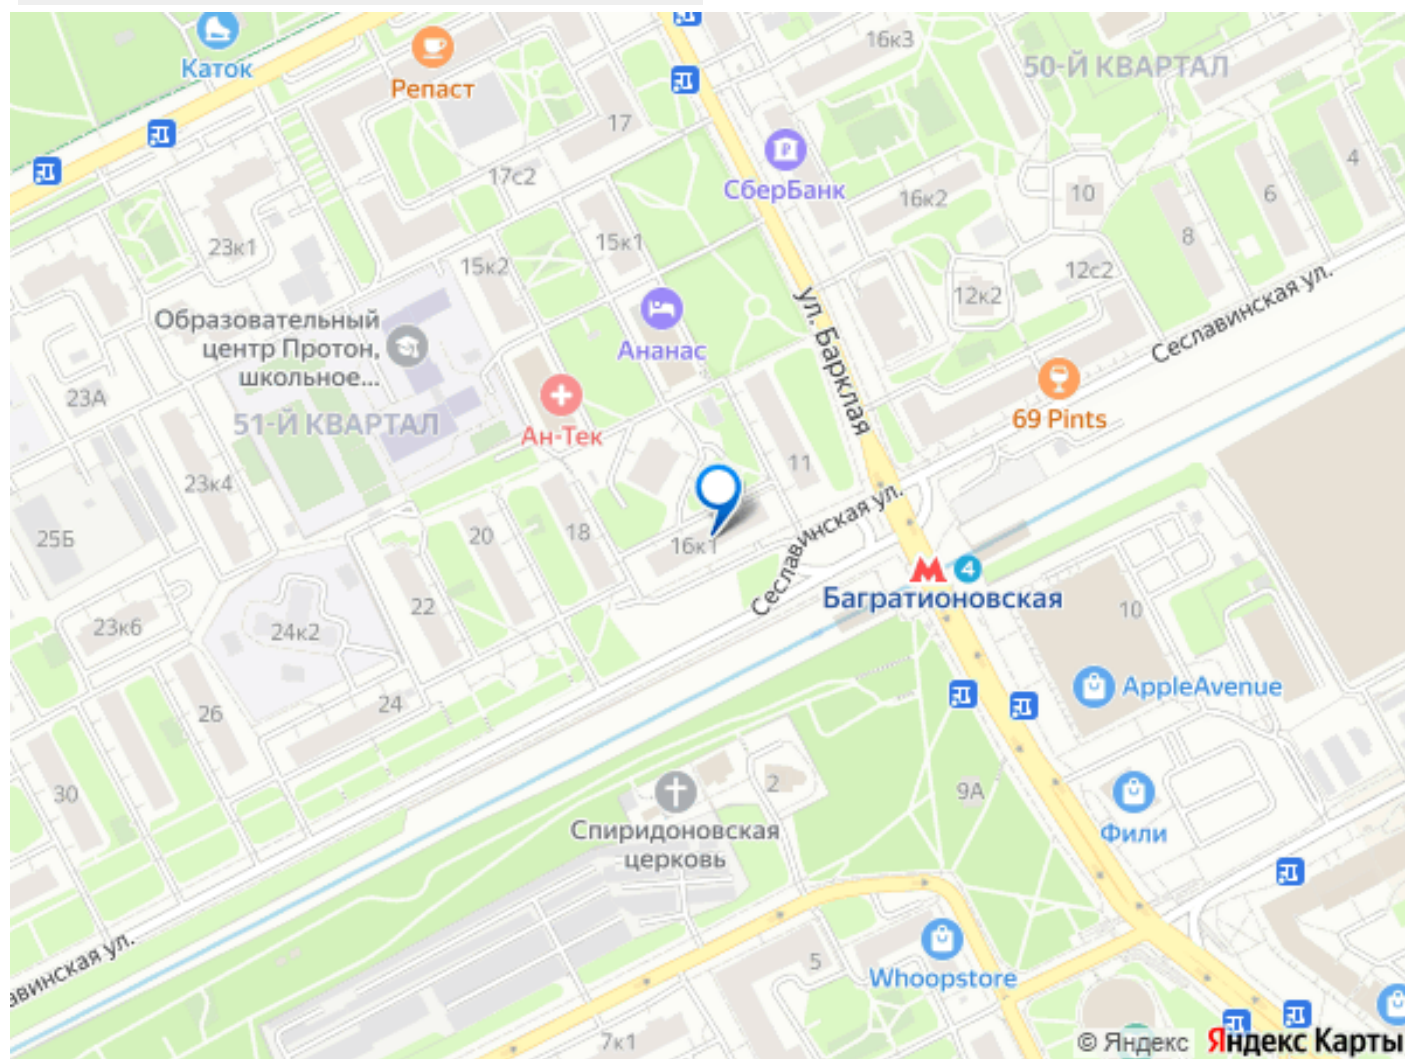 Каток
Репаст
16к3
50-Й КВАРТАЛ
17
17с2
СберБанк
16к2
10
6
4
8
23к1
15к1
15к2
12с2
12к2
ул. Барклая
Сеславинская ул.
Образовательный
центр Протон,
школьное...
Ананас
23А
51-Й КВАРТАЛ
Ан-Тек
69 Pints
11
23к4
25Б
20
18
16к1
Сеславинская ул.
4
Багратионовская
22
10
23к6
24к2
24
26
AppleAvenue
30
2
9А
Спиридоновская
церковь
Фили
авинская ул.
5
Whoopstore
7к1
© Яндекс Яндекс Карты